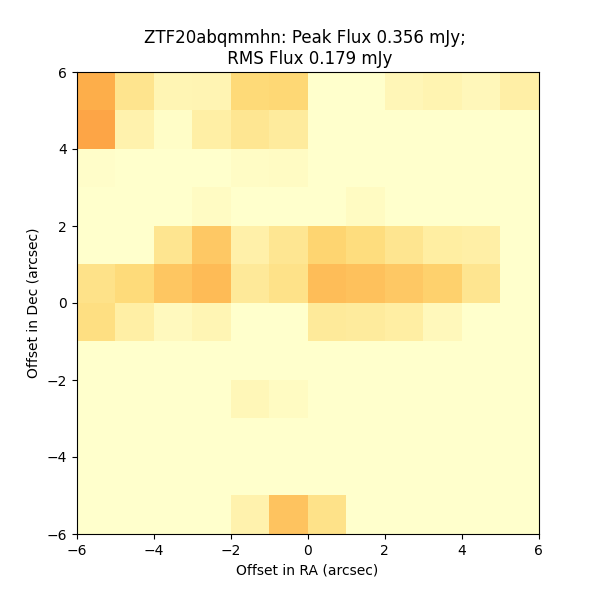 ZTF20abqmmhn: Peak Flux 0.356 mJy;
RMS Flux 0.179 mJy
6
4
2
0
−2
−4
−6
Offset in Dec (arcsec)
−6 −4 −2 0 2 4 6
Offset in RA (arcsec)